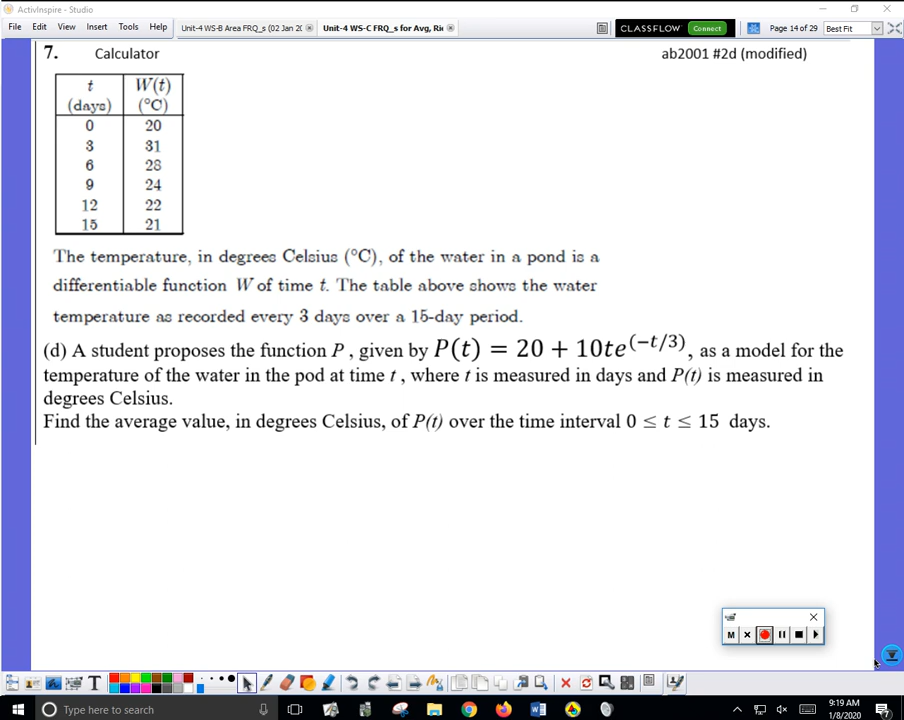 ActivInspire - Studio
File Edit View Insert Tools Help
Unit-4 WS-B Area FRQ_s (02 Jan 2(
Unit-4 WS-C FRQ_s for Avg, Rie
CLASSFLOW Connect
Page 14 of 29 Best Fit
7. Calculator ab2001 #2d (modified)
t W(t)
(days) (°C)
0 20
3 31
6 28
9 24
12 22
15 21
The temperature, in degrees Celsius (°C), of the water in a pond is a
differentiable function W of time t. The table above shows the water
temperature as recorded every 3 days over a 15-day period.
(d) A student proposes the function P , given by P(t) = 20 + 10te^(−t/3), as a model for the
temperature of the water in the pod at time t , where t is measured in days and P(t) is measured in
degrees Celsius.
Find the average value, in degrees Celsius, of P(t) over the time interval 0 ≤ t ≤ 15 days.
M
T
Type here to search
9:19 AM
1/8/2020
7